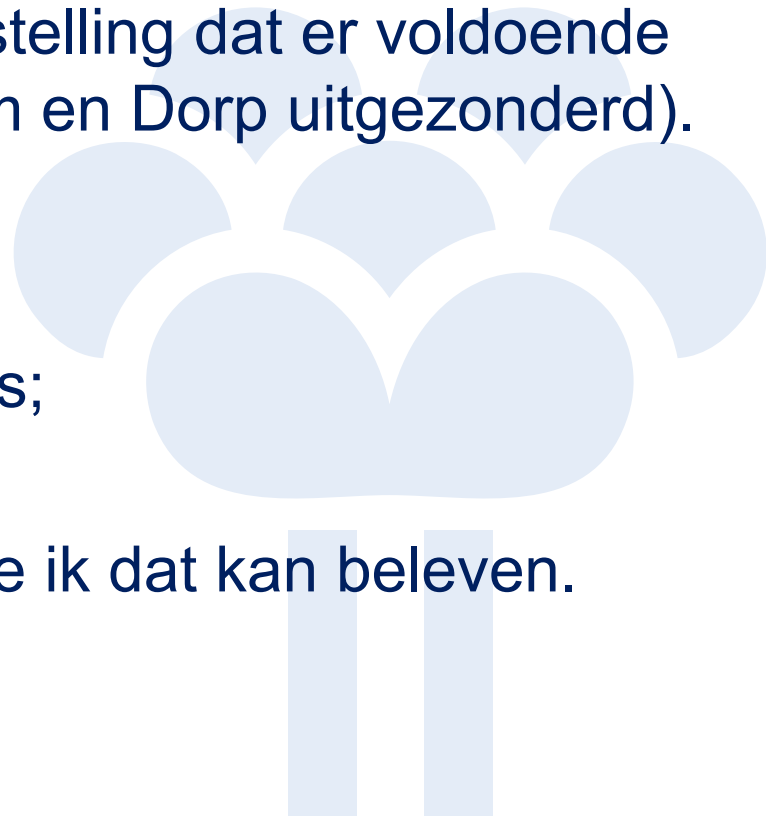 stelling dat er voldoende
en Dorp uitgezonderd).
s;
e ik dat kan beleven.